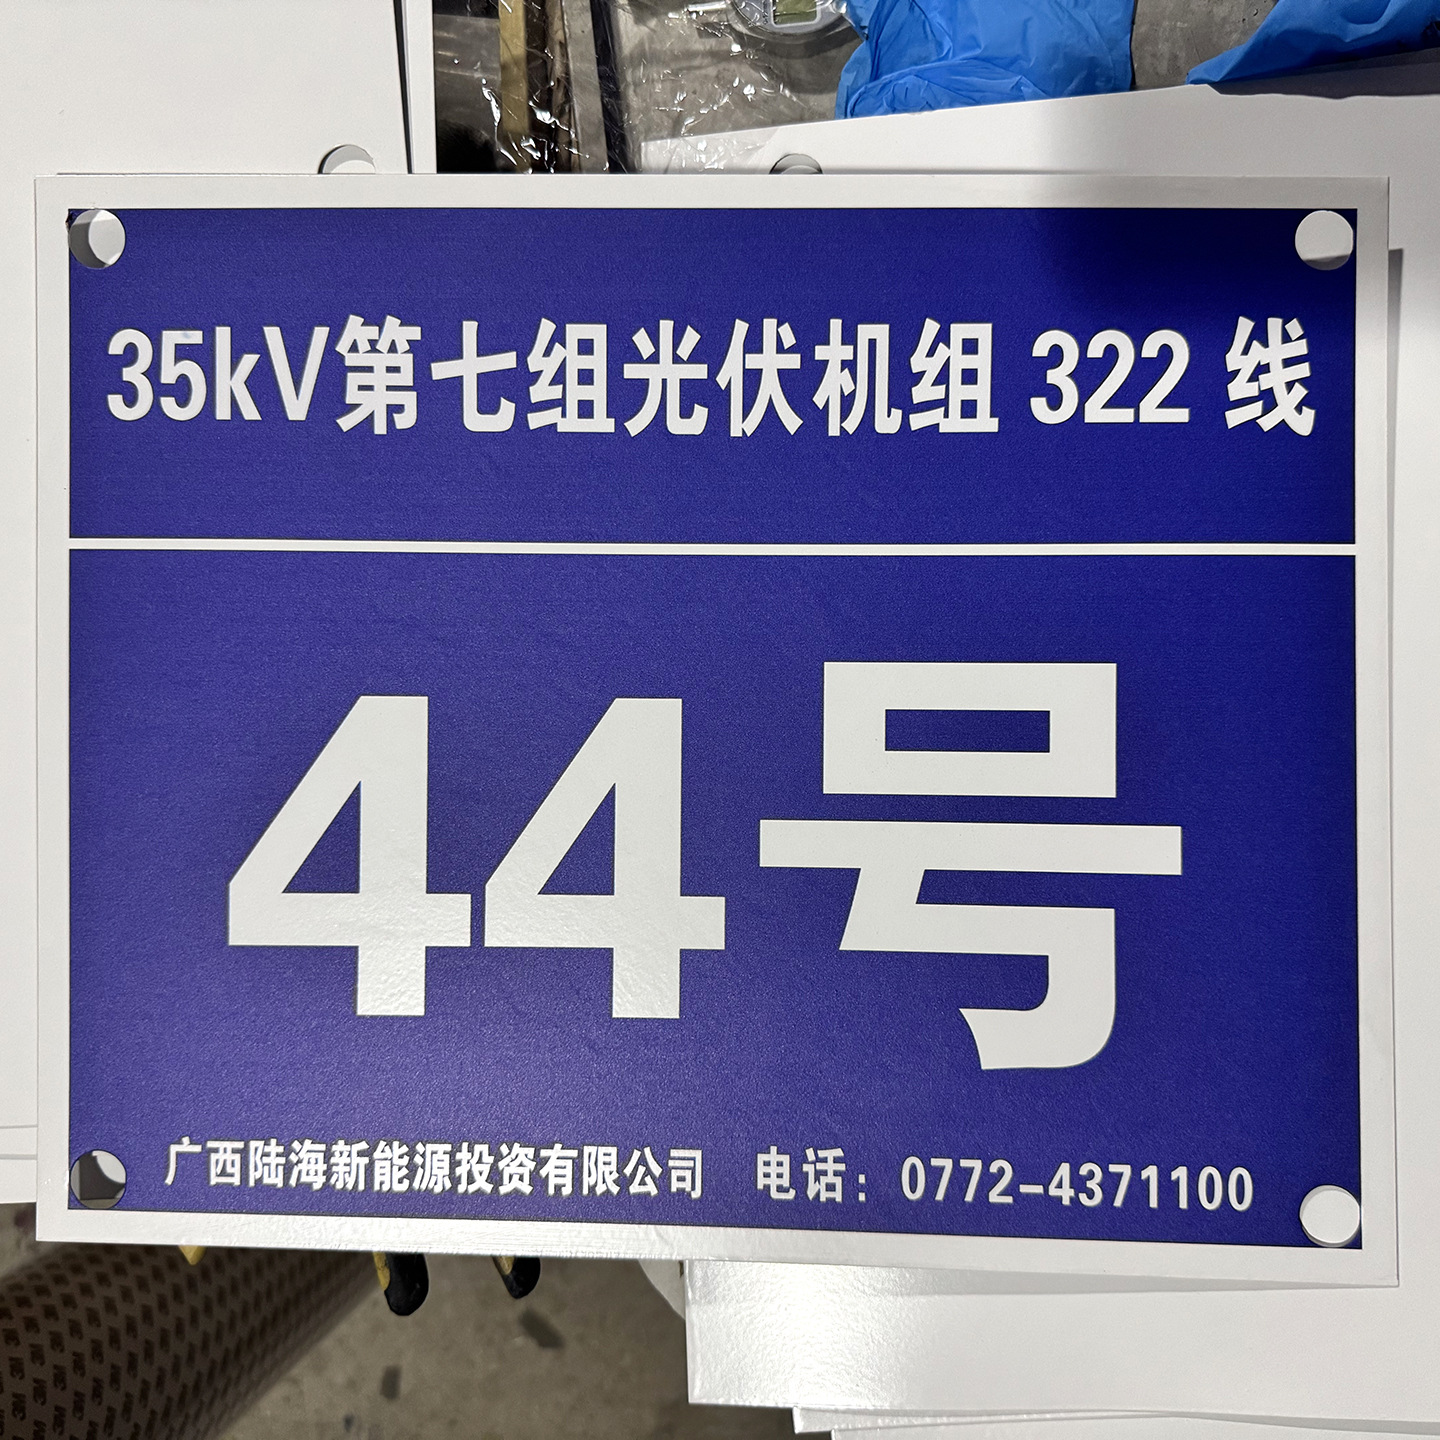 35kV第七组光伏机组 322 线
44号
广西陆海新能源投资有限公司 电话：0772-4371100
3M